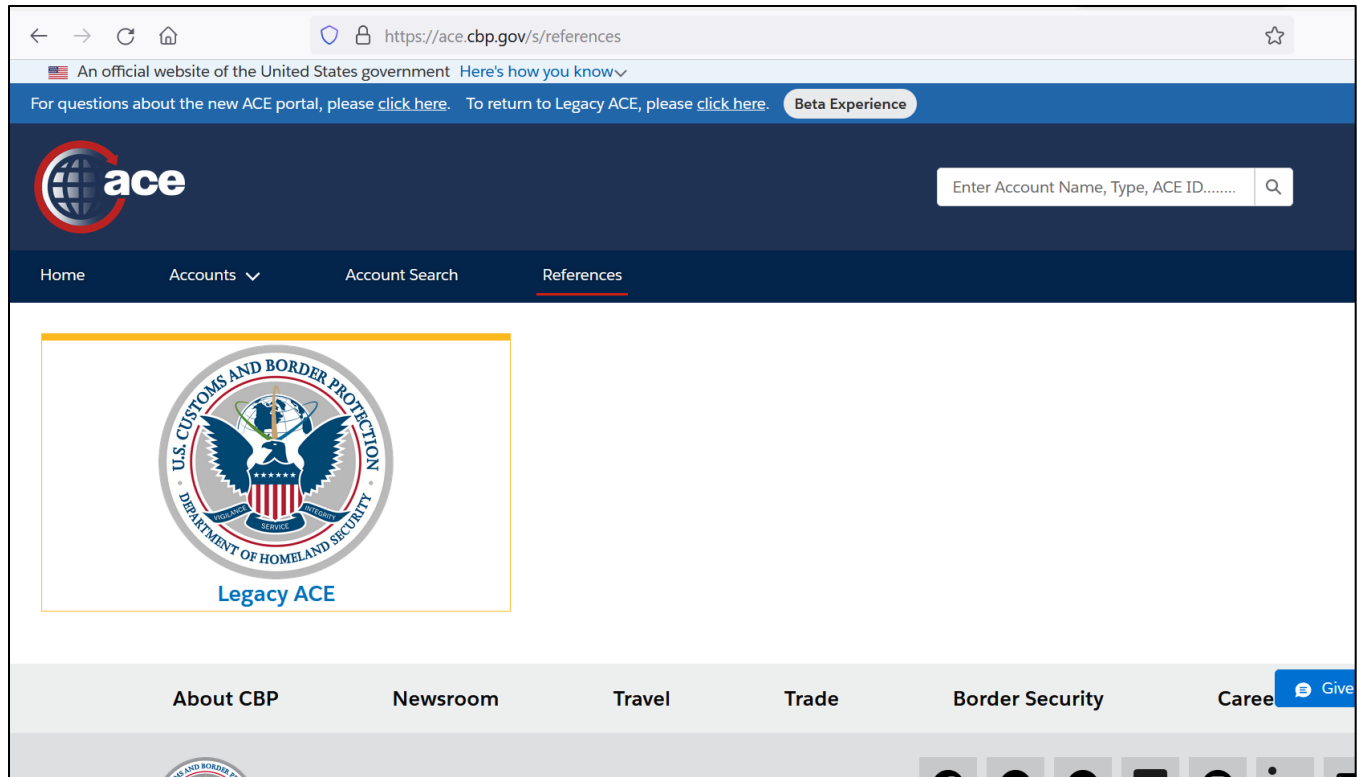 https://ace.cbp.gov/s/references
An official website of the United States government Here's how you know
For questions about the new ACE portal, please click here. To return to Legacy ACE, please click here. Beta Experience
ace
Enter Account Name, Type, ACE ID........
Home Accounts Account Search References
U.S. CUSTOMS AND BORDER PROTECTION
VIGILANCE SERVICE INTEGRITY
DEPARTMENT OF HOMELAND SECURITY
Legacy ACE
About CBP Newsroom Travel Trade Border Security Caree
Give